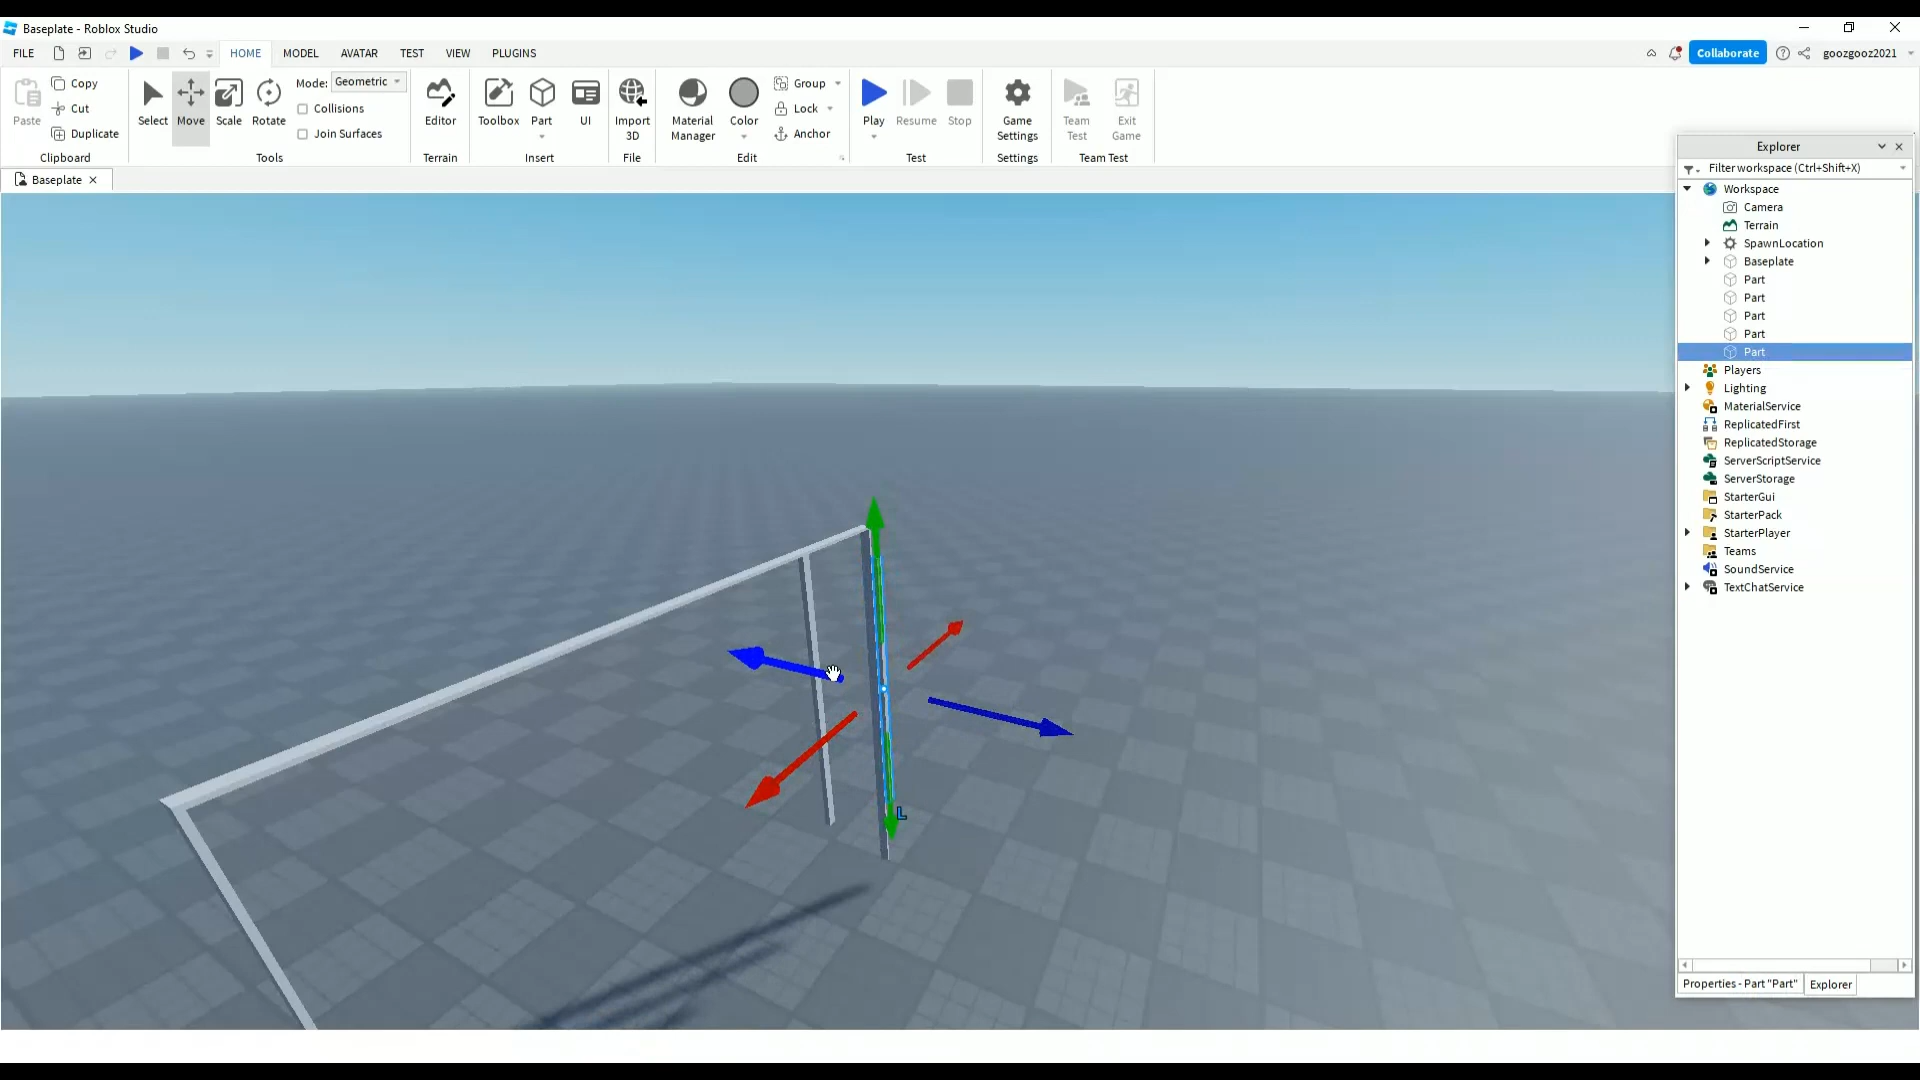 Baseplate - Roblox Studio
FILE HOME MODEL AVATAR TEST VIEW PLUGINS Collaborate goozgooz2021
Paste
Copy
Cut
Duplicate
Clipboard
Select Move Scale Rotate
Mode: Geometric
Collisions
Join Surfaces
Tools
Editor
Terrain
Toolbox Part UI
Insert
Import
3D
File
Material
Manager
Color
Group
Lock
Anchor
Edit
Play Resume Stop
Test
Game
Settings
Settings
Team
Test
Exit
Game
Team Test
Baseplate
Explorer
Filter workspace (Ctrl+Shift+X)
Workspace
Camera
Terrain
SpawnLocation
Baseplate
Part
Part
Part
Part
Part
Players
Lighting
MaterialService
ReplicatedFirst
ReplicatedStorage
ServerScriptService
ServerStorage
StarterGui
StarterPack
StarterPlayer
Teams
SoundService
TextChatService
L
Properties - Part "Part" Explorer